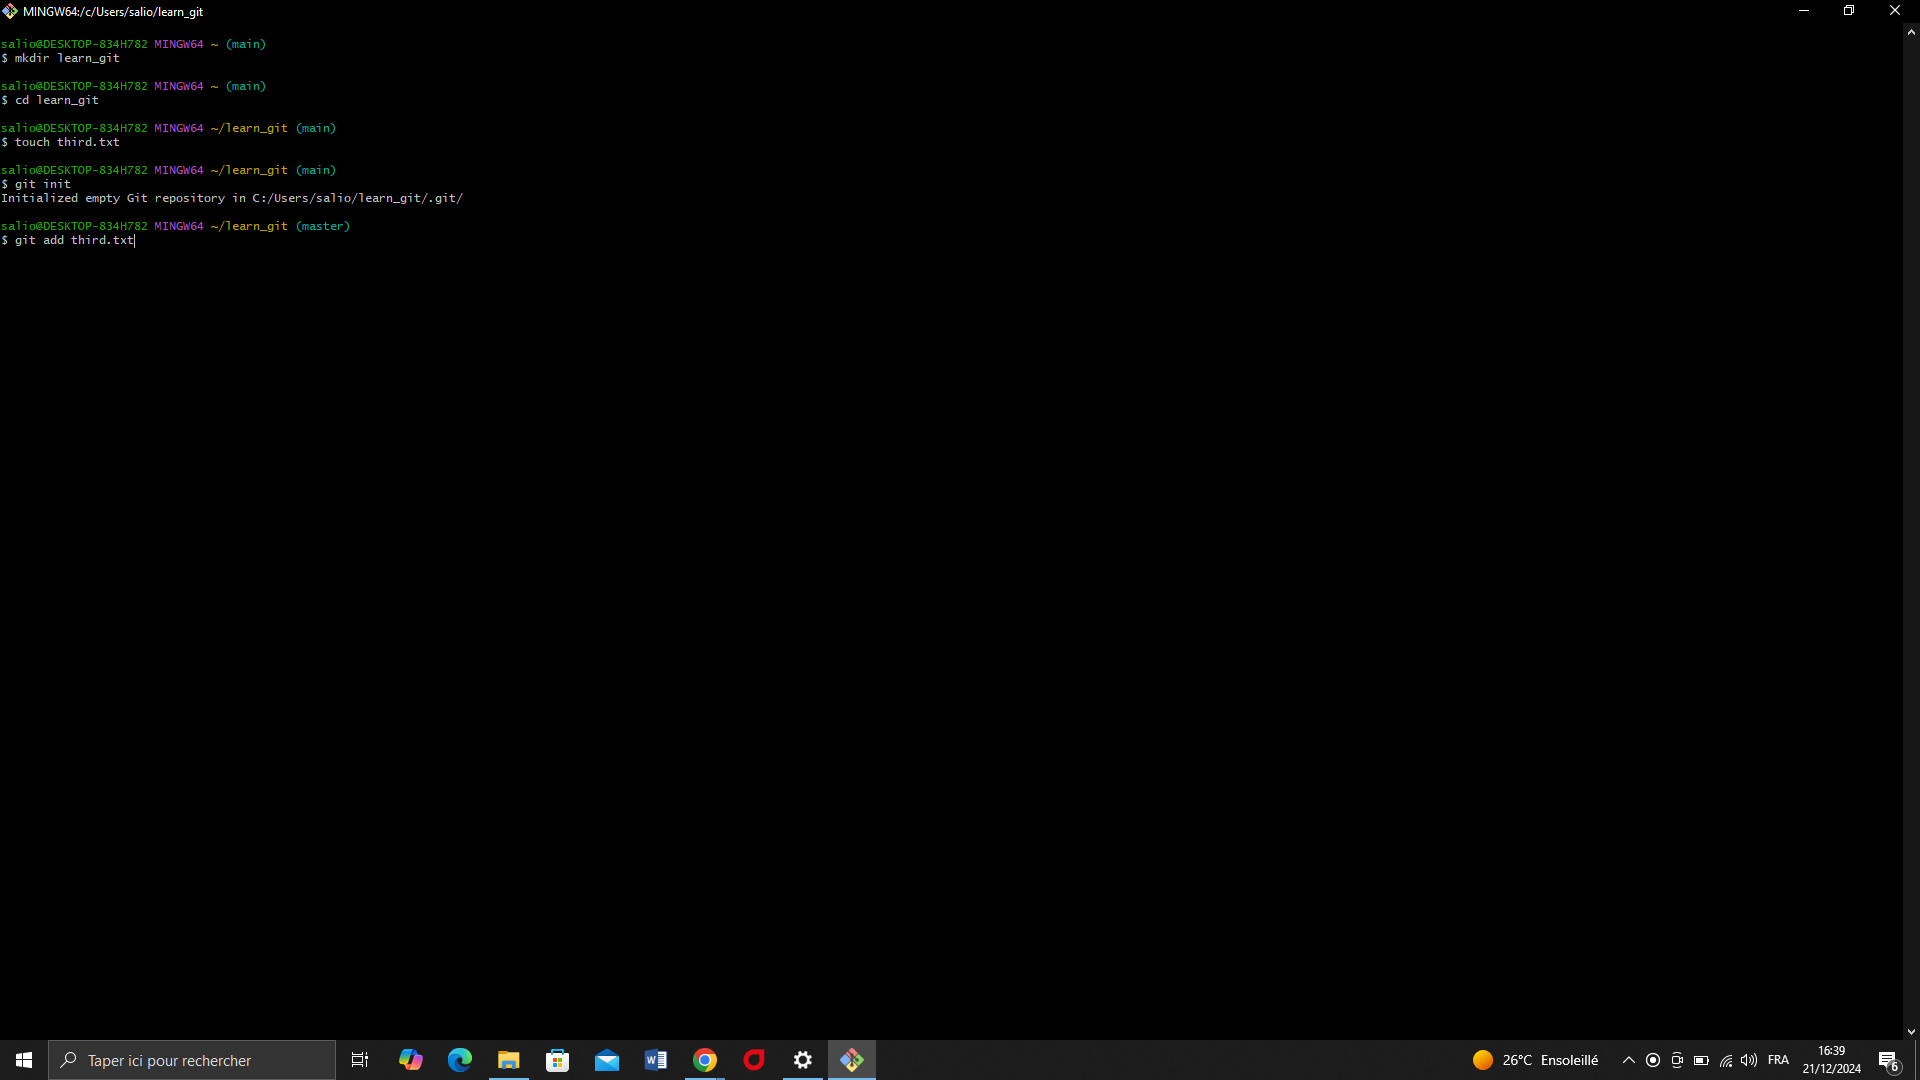 MINGW64:/c/Users/salio/learn_git
salio@DESKTOP-834H782 MINGW64 ~ (main)
$ mkdir learn_git
salio@DESKTOP-834H782 MINGW64 ~ (main)
$ cd learn_git
salio@DESKTOP-834H782 MINGW64 ~/learn_git (main)
$ touch third.txt
salio@DESKTOP-834H782 MINGW64 ~/learn_git (main)
$ git init
Initialized empty Git repository in C:/Users/salio/learn_git/.git/
salio@DESKTOP-834H782 MINGW64 ~/learn_git (master)
$ git add third.txt
Taper ici pour rechercher
26°C Ensoleillé
FRA
16:39
21/12/2024
6